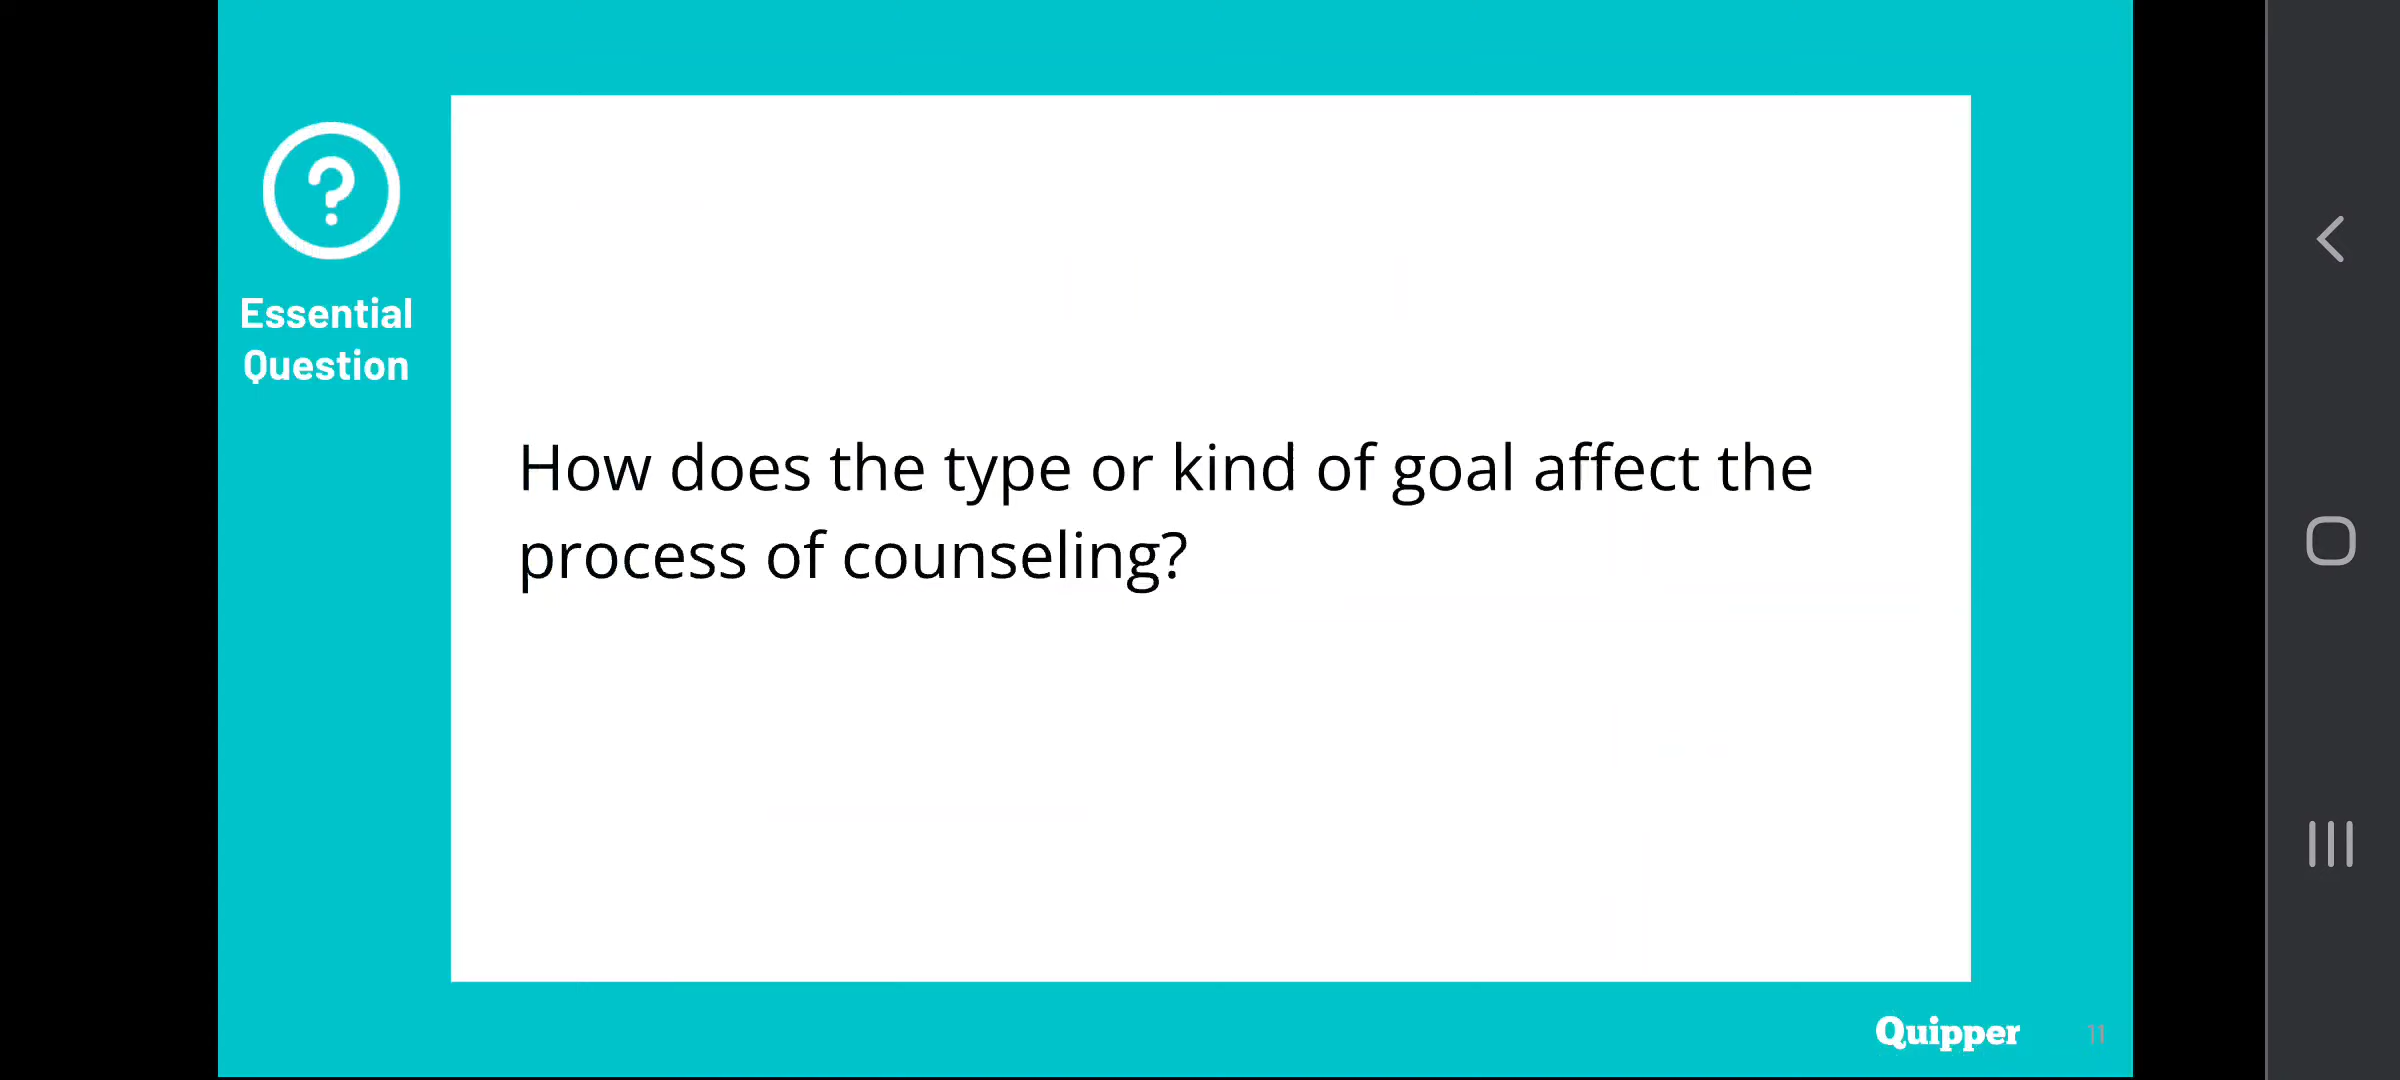 ?
Essential
Question
How does the type or kind of goal affect the
process of counseling?
Quipper
11